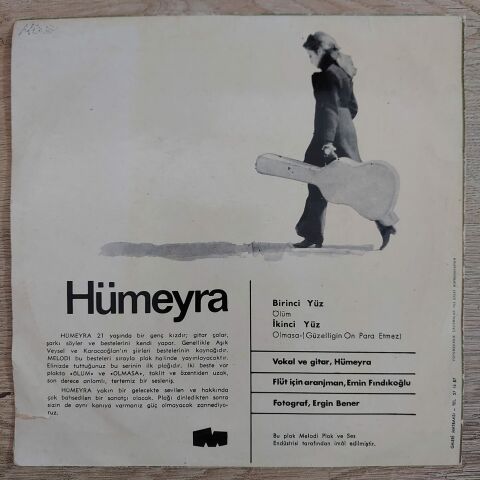 Hümeyra
HÜMEYRA 21 yaşında bir genç kızdır; gitar çalar,
şarkı söyler ve bestelerini kendi yapar. Genellikle Aşık
Veysel ve Karacaoğlan'ın şiirleri bestelerinin kaynağıdır.
MELODİ bu besteleri sırayla plak halinde yayınlayacaktır.
Elinizde tuttuğunuz bu serinin ilk plağıdır. İki beste var
plakta «ÖLÜM» ve «OLMASA», taklit ve özentiden uzak,
son derece anlamlı, tertemiz bir sesleniş.
HÜMEYRA yakın bir gelecekte sevilen ve hakkında
çok bahsedilen bir sanatçı olacak. Plağı dinledikten sonra
sizin de aynı kanıya varmanız güç olmayacak zannediyo-
ruz.
Birinci Yüz
Ölüm
İkinci Yüz
Olmasa-(Güzelligin On Para Etmez)
Vokal ve gitar, Hümeyra
Flüt için aranjman, Emin Fındıkoğlu
Fotograf, Ergin Bener
Bu plak Melodi Plak ve Ses
Endüstrisi tarafından imâl edilmiştir.